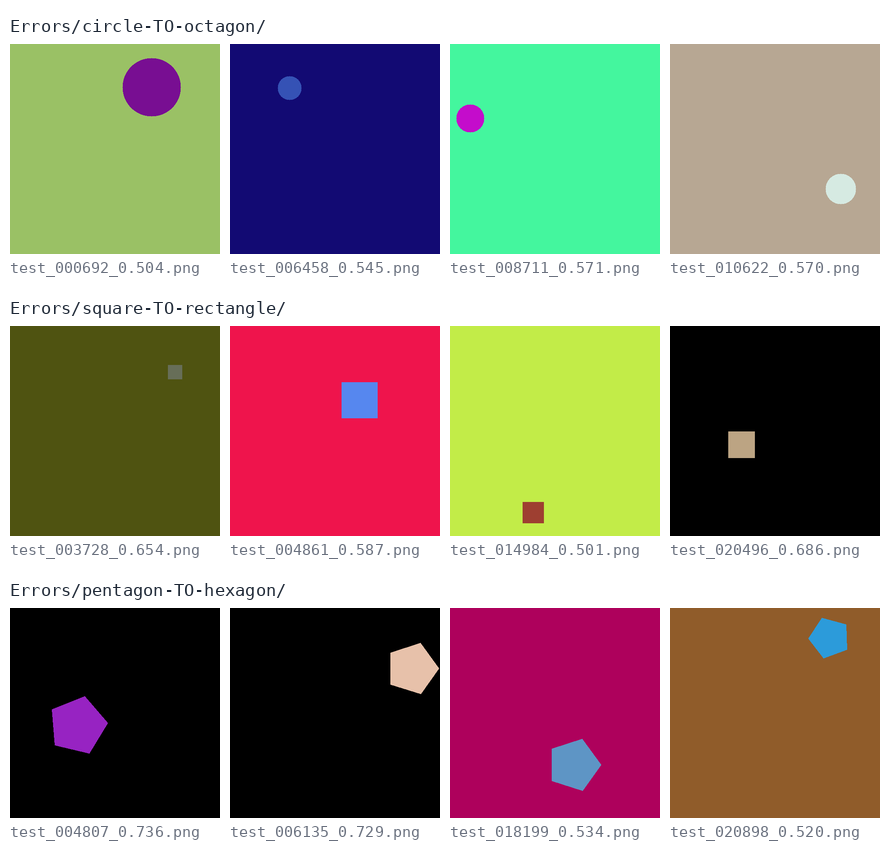 Errors/circle-TO-octagon/
test_000692_0.504.png test_006458_0.545.png test_008711_0.571.png test_010622_0.570.png
Errors/square-TO-rectangle/
test_003728_0.654.png test_004861_0.587.png test_014984_0.501.png test_020496_0.686.png
Errors/pentagon-TO-hexagon/
test_004807_0.736.png test_006135_0.729.png test_018199_0.534.png test_020898_0.520.png